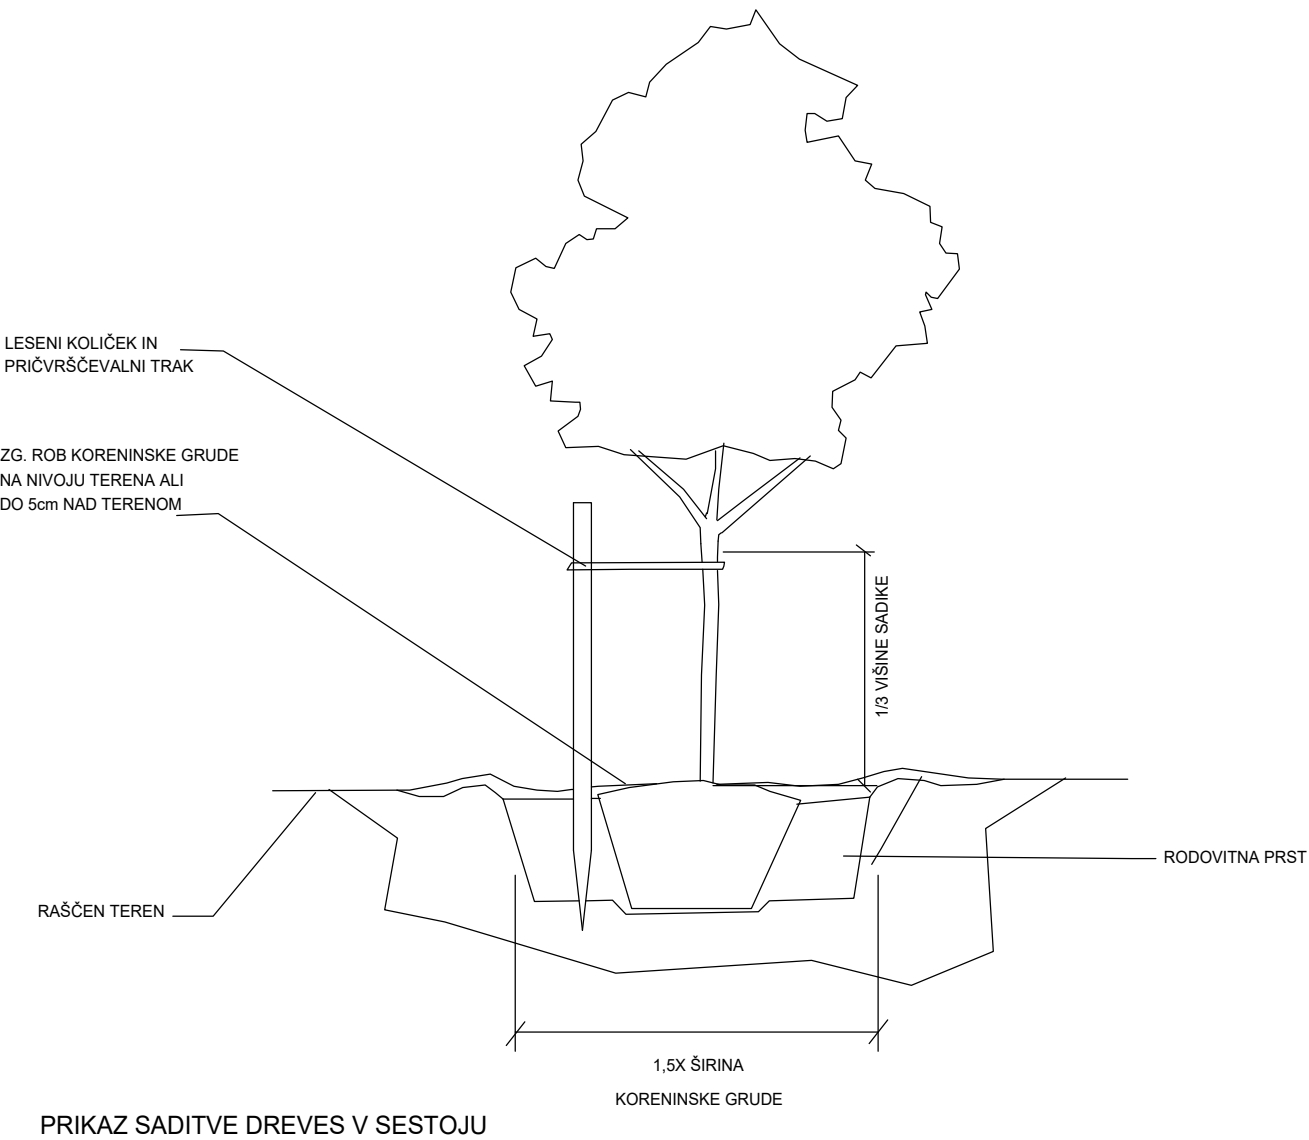 LESENI KOLIČEK IN
PRIČVRŠČEVALNI TRAK
ZG. ROB KORENINSKE GRUDE
NA NIVOJU TERENA ALI
DO 5cm NAD TERENOM
1/3 VIŠINE SADIKE
RODOVITNA PRST
RAŠČEN TEREN
1,5X ŠIRINA
KORENINSKE GRUDE
PRIKAZ SADITVE DREVES V SESTOJU